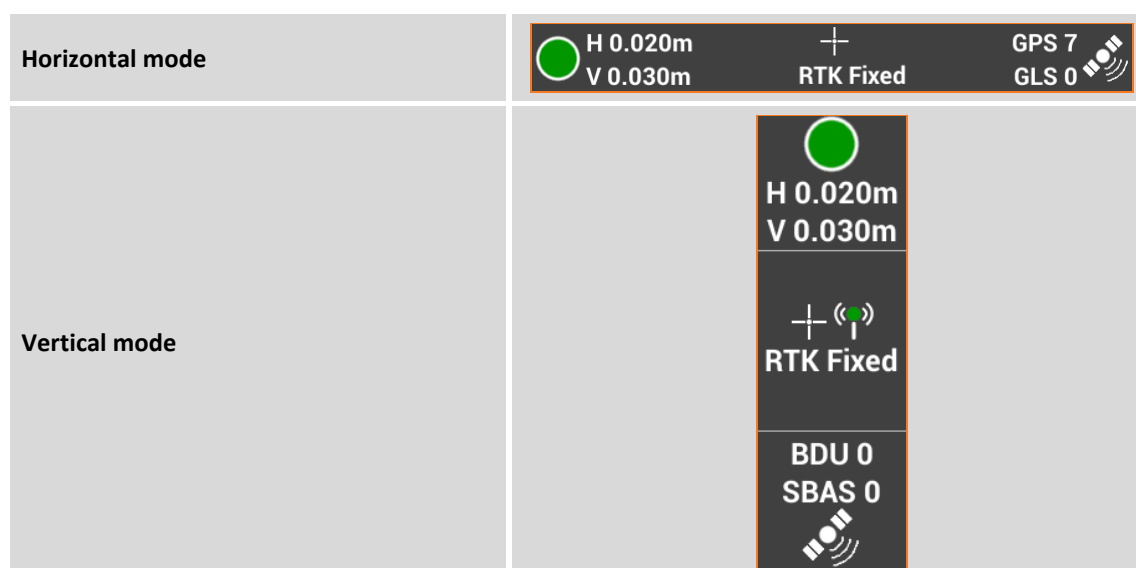 Horizontal mode
H 0.020m
V 0.030m
RTK Fixed
GPS 7
GLS 0
Vertical mode
H 0.020m
V 0.030m
RTK Fixed
BDU 0
SBAS 0